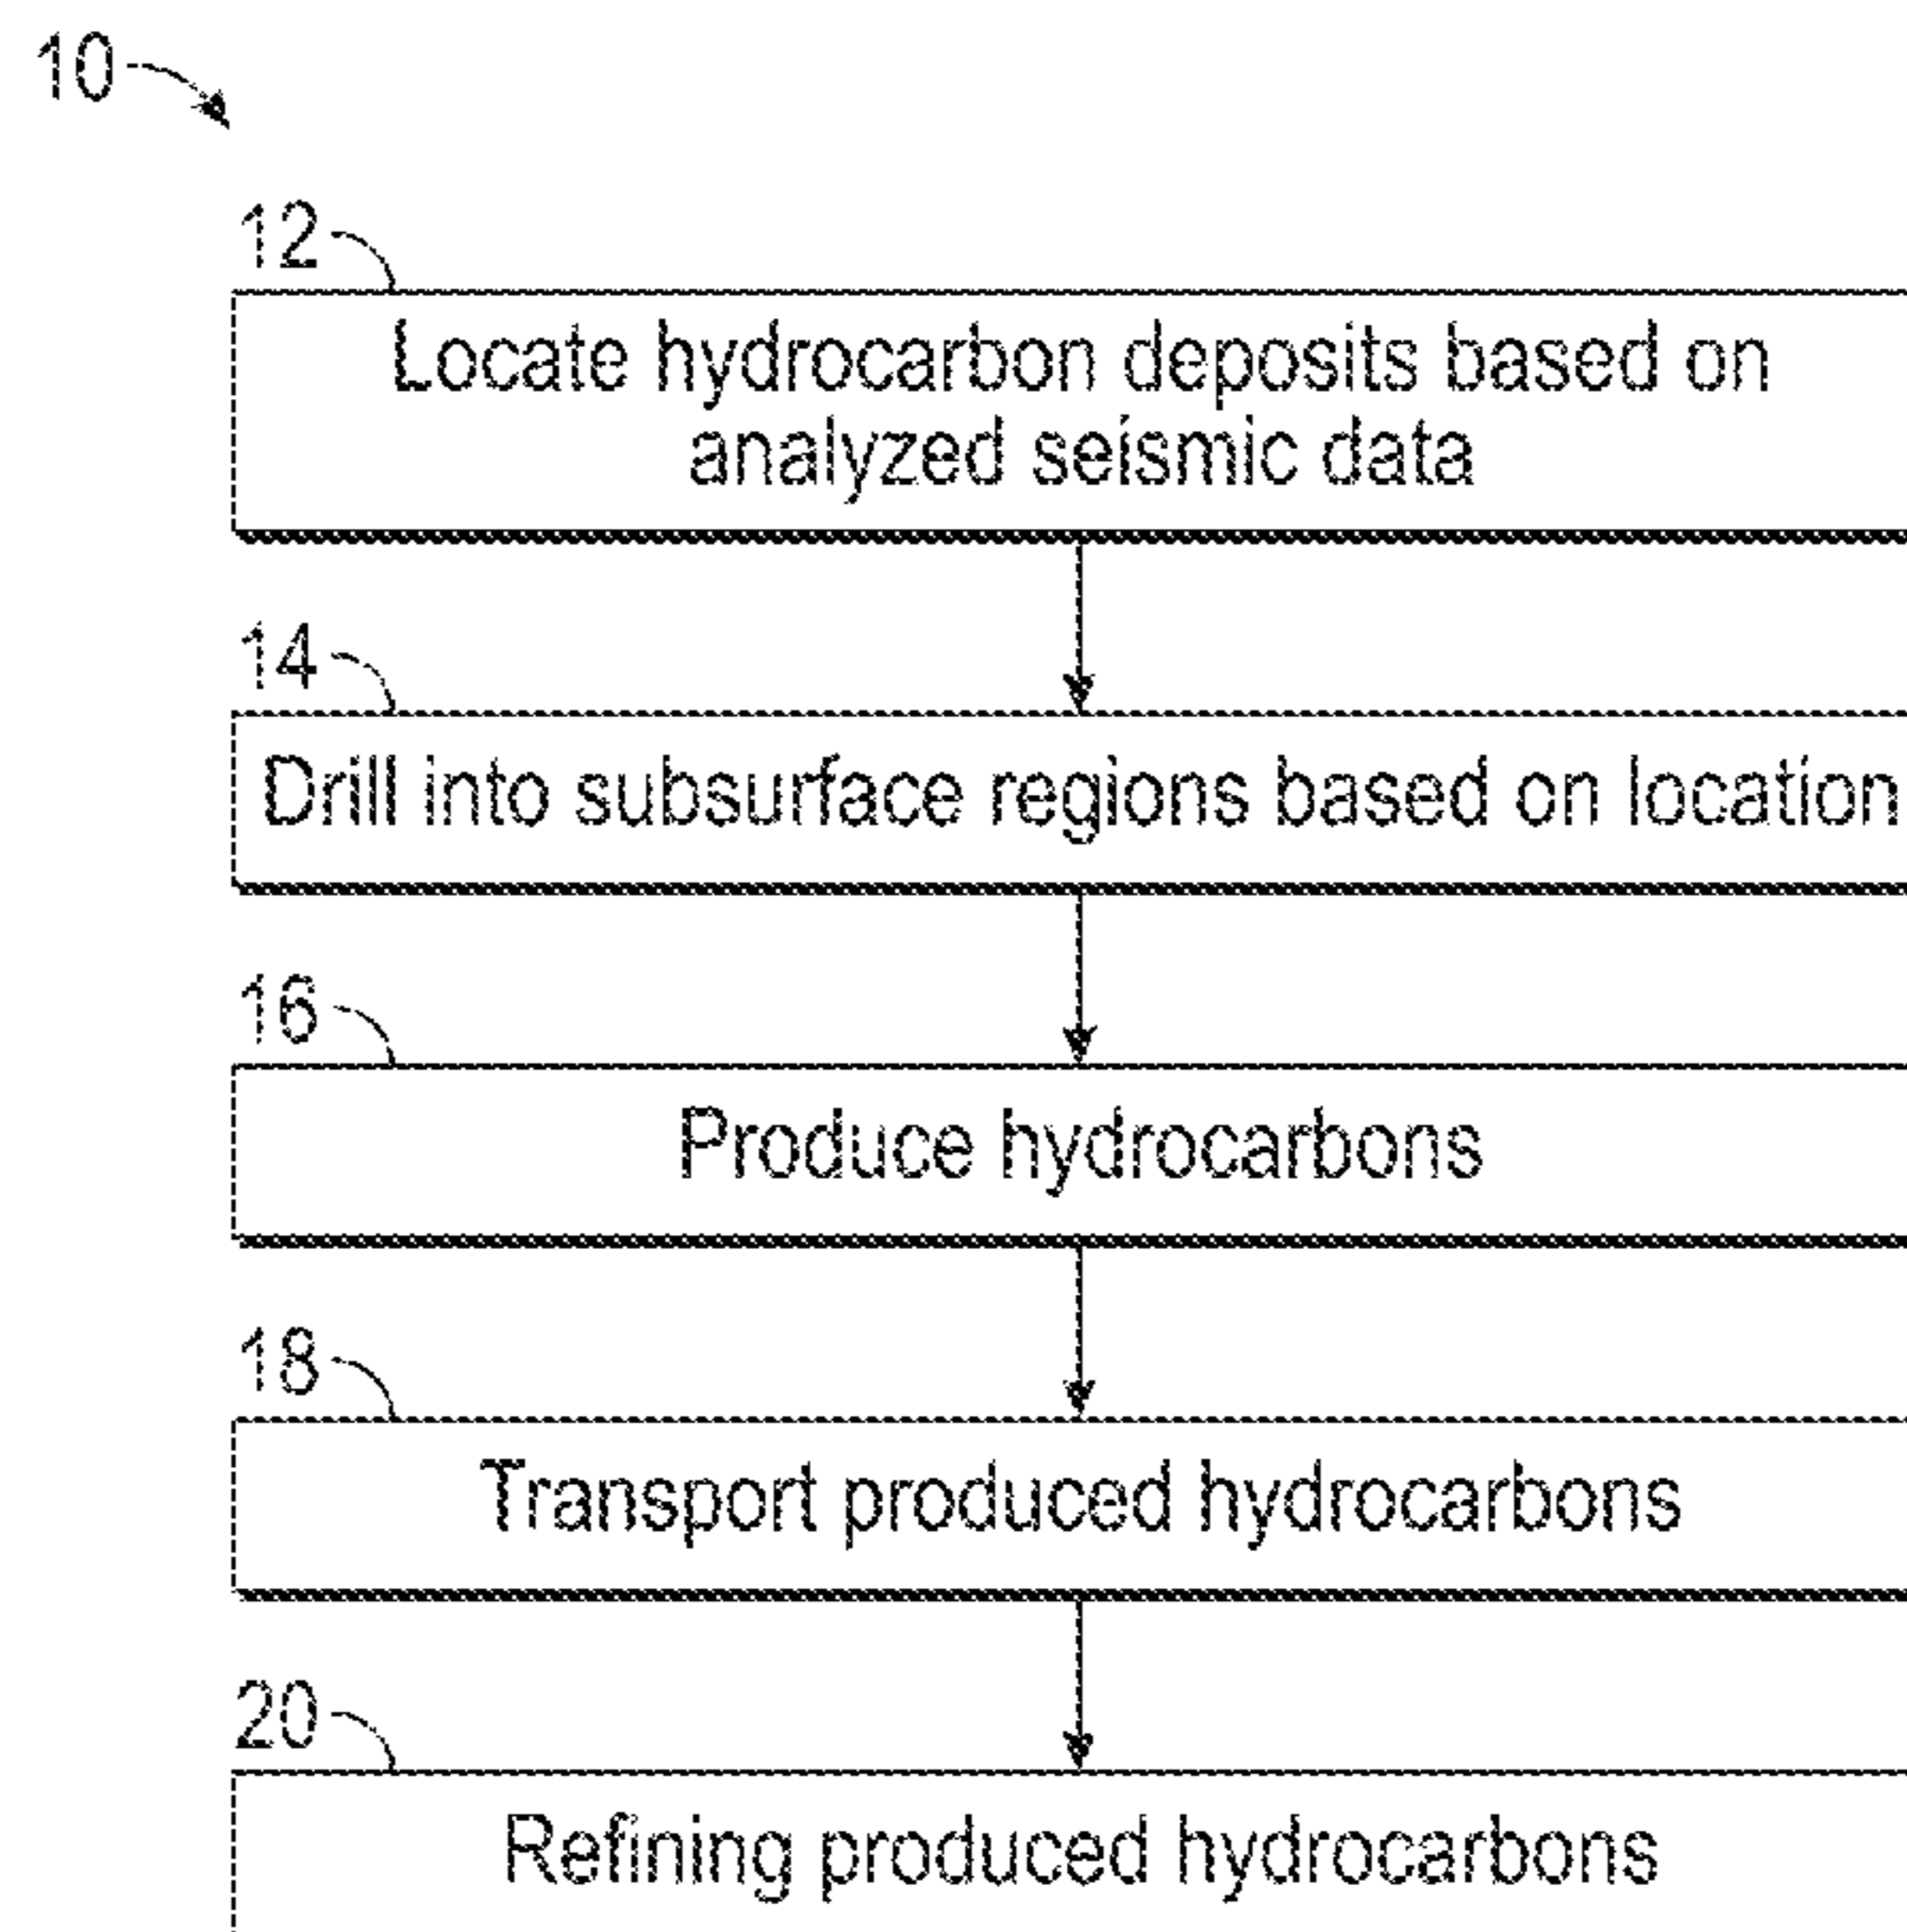 10
12
Locate hydrocarbon deposits based on
analyzed seismic data
14
Drill into subsurface regions based on location
16
Produce hydrocarbons
18
Transport produced hydrocarbons
20
Refining produced hydrocarbons